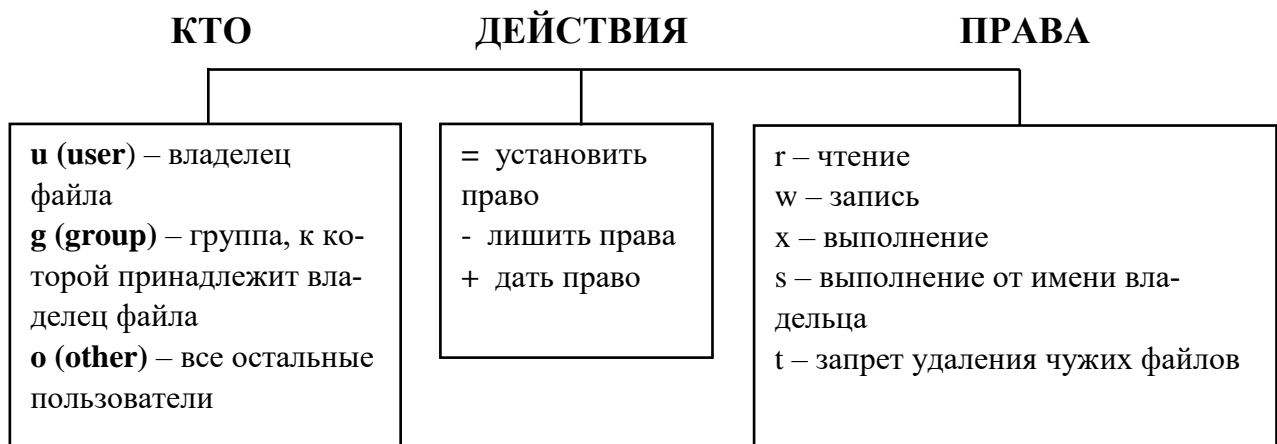 КТО
ДЕЙСТВИЯ
ПРАВА
u (user) – владелец
файла
g (group) – группа, к ко-
торой принадлежит вла-
делец файла
o (other) – все остальные
пользователи
= установить
право
- лишить права
+ дать право
r – чтение
w – запись
x – выполнение
s – выполнение от имени вла-
дельца
t – запрет удаления чужих файлов